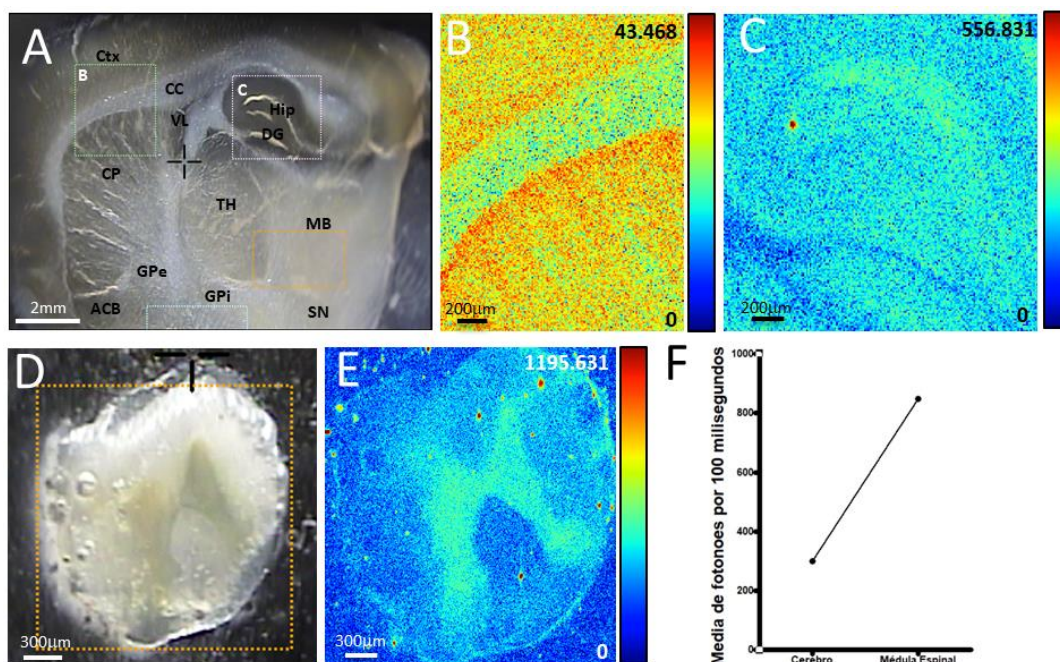 A
Ctx
B
CC
VL
C
Hip
DG
CP
TH
MB
GPe
GPi
ACB
SN
2mm
B
43.468
200µm
0
C
556.831
200µm
0
D
300µm
E
1195.631
300µm
0
F
Media de fotonoes por 100 milisegundos
1000
800
600
400
200
0
Cerebro
Médula Espinal